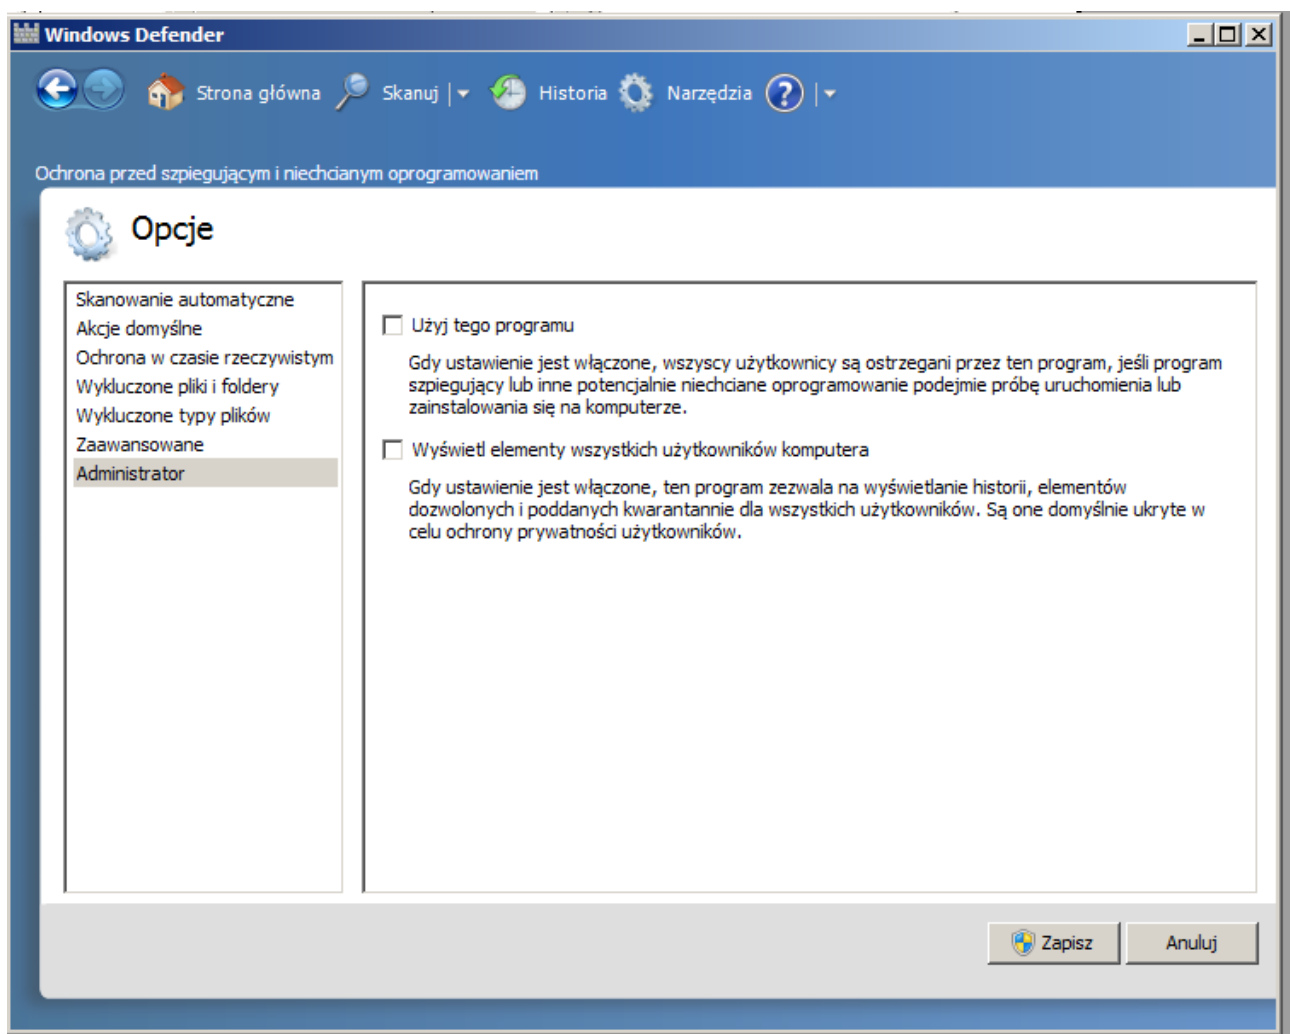 Windows Defender
Strona główna Skanuj Historia Narzędzia ?
Ochrona przed szpiegującym i niechcianym oprogramowaniem
Opcje
Skanowanie automatyczne
Akcje domyślne
Ochrona w czasie rzeczywistym
Wykluczone pliki i foldery
Wykluczone typy plików
Zaawansowane
Administrator
Użyj tego programu
Gdy ustawienie jest włączone, wszyscy użytkownicy są ostrzegani przez ten program, jeśli program
szpiegujący lub inne potencjalnie niechciane oprogramowanie podejmie próbę uruchomienia lub
zainstalowania się na komputerze.
Wyświetl elementy wszystkich użytkowników komputera
Gdy ustawienie jest włączone, ten program zezwala na wyświetlanie historii, elementów
dozwolonych i poddanych kwarantannie dla wszystkich użytkowników. Są one domyślnie ukryte w
celu ochrony prywatności użytkowników.
Zapisz Anuluj